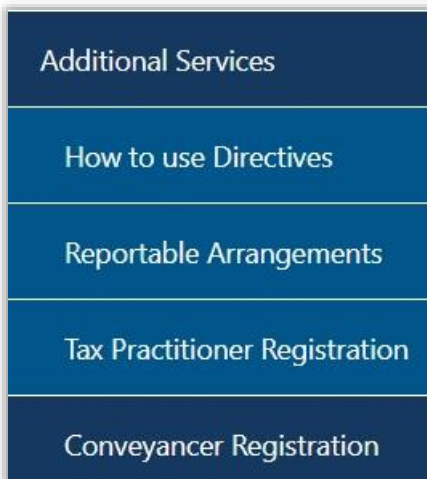 Additional Services
How to use Directives
Reportable Arrangements
Tax Practitioner Registration
Conveyancer Registration